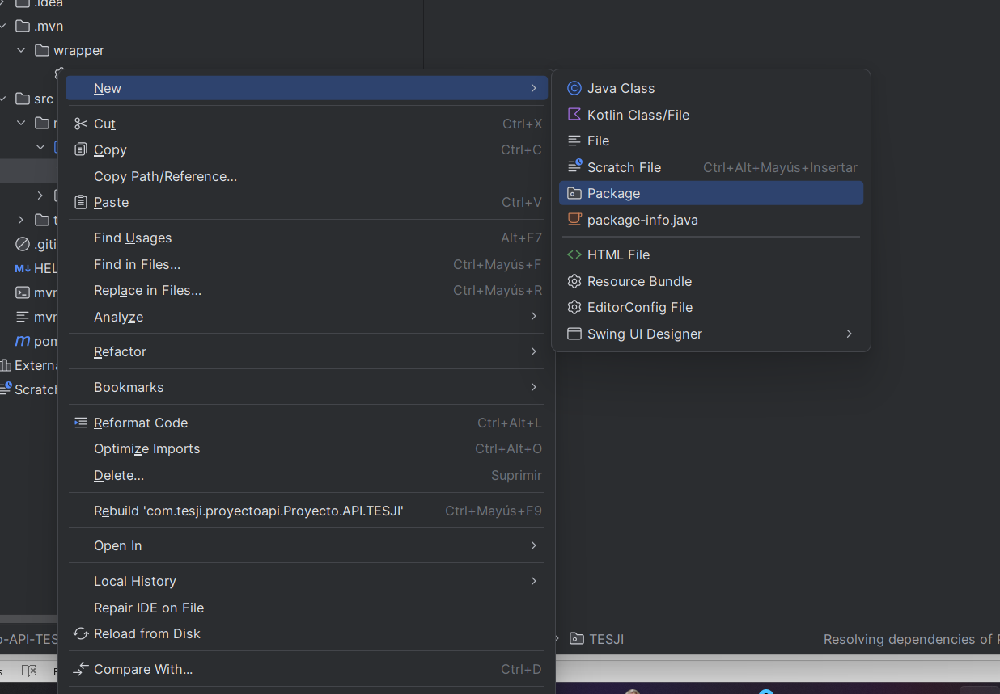 .idea
.mvn
wrapper
src
.giti
HEL
mvn
mvn
pom
Externa
Scratch
New
Cut Ctrl+X
Copy Ctrl+C
Copy Path/Reference...
Paste Ctrl+V
Find Usages Alt+F7
Find in Files... Ctrl+Mayús+F
Replace in Files... Ctrl+Mayús+R
Analyze
Refactor
Bookmarks
Reformat Code Ctrl+Alt+L
Optimize Imports Ctrl+Alt+O
Delete... Suprimir
Rebuild 'com.tesji.proyectoapi.Proyecto.API.TESJI' Ctrl+Mayús+F9
Open In
Local History
Repair IDE on File
Reload from Disk
Compare With... Ctrl+D
Java Class
Kotlin Class/File
File
Scratch File Ctrl+Alt+Mayús+Insertar
Package
package-info.java
HTML File
Resource Bundle
EditorConfig File
Swing UI Designer
o-API-TES
TESJI
Resolving dependencies of